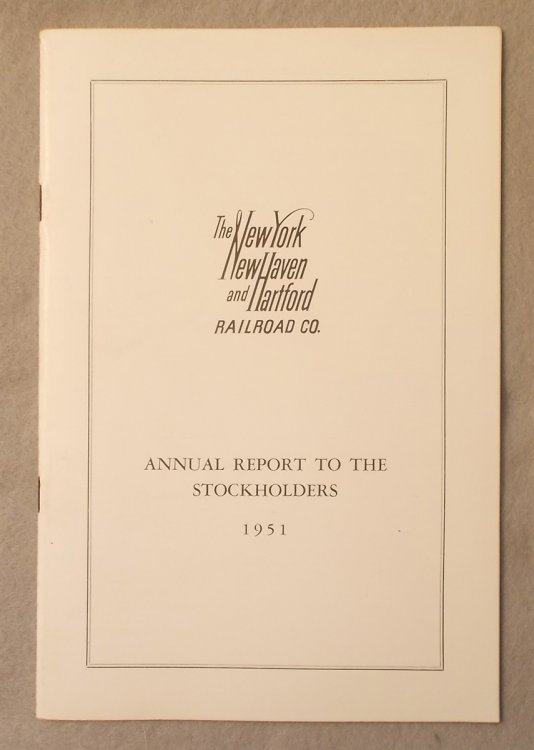 The New York
New Haven
and Hartford
RAILROAD CO.
ANNUAL REPORT TO THE
STOCKHOLDERS
1951